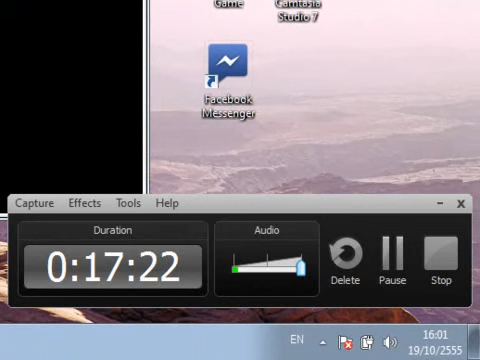 Game
Camtasia
Studio 7
Facebook
Messenger
Capture Effects Tools Help
Duration
Audio
0:17:22
Delete Pause Stop
EN
16:01
19/10/2555